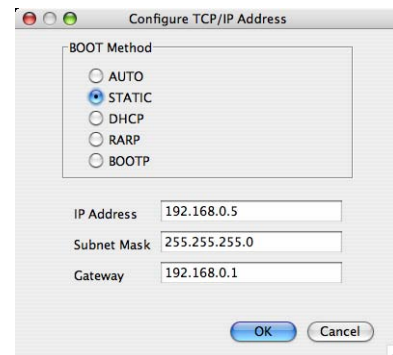 Configure TCP/IP Address
BOOT Method
AUTO
STATIC
DHCP
RARP
BOOTP
IP Address 192.168.0.5
Subnet Mask 255.255.255.0
Gateway 192.168.0.1
OK Cancel